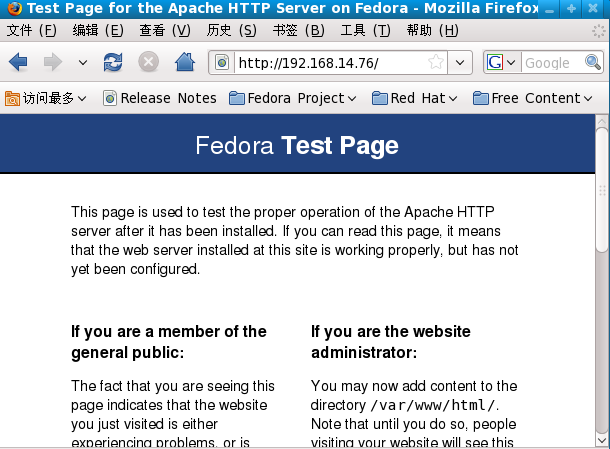 Test Page for the Apache HTTP Server on Fedora - Mozilla Firefox
文件 (F) 编辑 (E) 查看 (V) 历史 (S) 书签 (B) 工具 (T) 帮助 (H)
http://192.168.14.76/ G Google
访问最多 Release Notes Fedora Project Red Hat Free Content
Fedora Test Page
This page is used to test the proper operation of the Apache HTTP
server after it has been installed. If you can read this page, it means
that the web server installed at this site is working properly, but has not
yet been configured.
If you are a member of the
general public:
The fact that you are seeing this
page indicates that the website
you just visited is either
experiencing problems, or is
If you are the website
administrator:
You may now add content to the
directory /var/www/html/.
Note that until you do so, people
visiting your website will see this